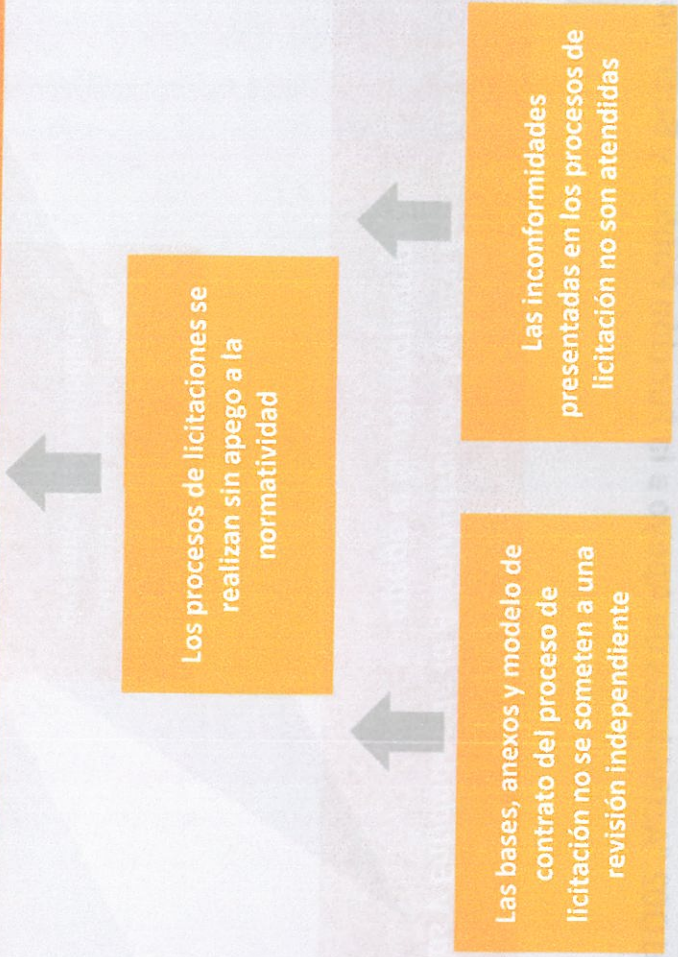 Los procesos de licitaciones se
realizan sin apego a la
normatividad
Las bases, anexos y modelo de
contrato del proceso de
licitación no se someten a una
revisión independiente
Las inconformidades
presentadas en los procesos de
licitación no son atendidas